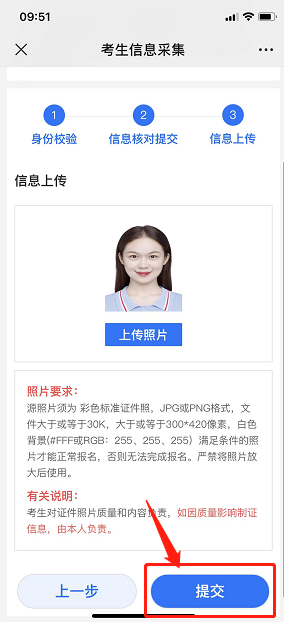 09:51
考生信息采集
1
2
3
身份校验
信息核对提交
信息上传
信息上传
上传照片
照片要求：
源照片须为 彩色标准证件照，JPG或PNG格式，文
件大于或等于30K，大于或等于300*420像素，白色
背景(#FFF或RGB：255、255、255）满足条件的照
片才能正常报名，否则无法完成报名。严禁将照片放
大后使用。
有关说明：
考生对证件照片质量和内容负责，如因质量影响制证
信息，由本人负责。
上一步
提交